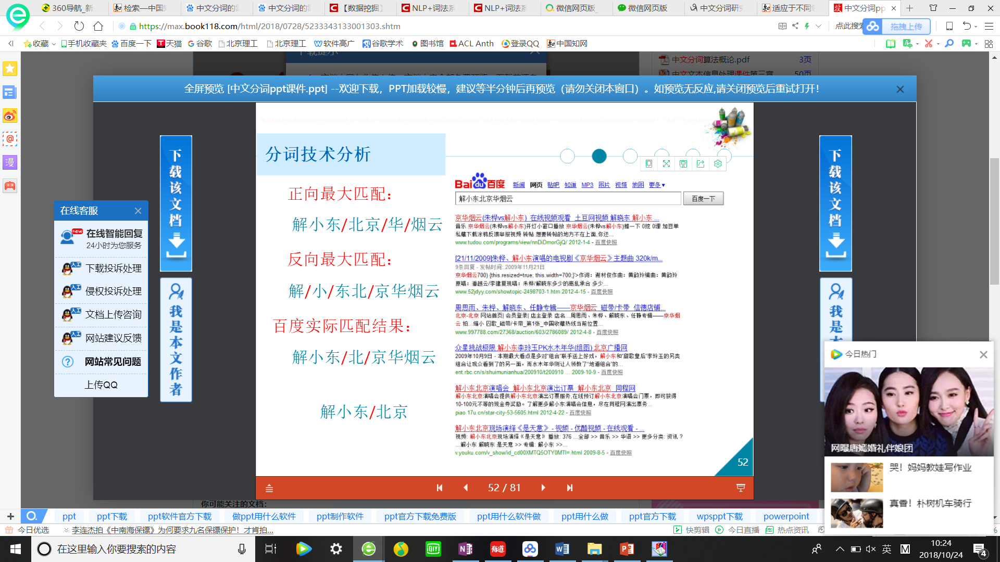 360导航_新
检索—中国知
中文分词的
中文分词的
【数据挖掘】
NLP+词法系
NLP+词法系
微信网页版_
微信网页版
中文分词研究
适应于不同
中文分词pp
https://max.book118.com/html/2018/0728/5233343133001303.shtm
点此搜索
拖拽上传
收藏
手机收藏夹
百度一下
天猫
谷歌
北京理工
北京理工
软件高广
谷歌学术
图书馆
ACL Anth
登录QQ
中国知网
下载提示
中文分词算法概论.pdf
3页
中文文本信息处理课件第三章
50页
全屏预览 [中文分词ppt课件.ppt] --欢迎下载，PPT加载较慢，建议等半分钟后再预览（请勿关闭本窗口）。如预览无反应,请关闭预览后重试打开！
下载该文档
我是本文作者
在线客服
new
在线智能回复
24小时为您服务
人工
下载投诉处理
人工
侵权投诉处理
人工
文档上传咨询
人工
网站建议反馈
网站常见问题
上传QQ
分词技术分析
正向最大匹配：
解小东/北京/华/烟云
反向最大匹配：
解/小/东北/京华烟云
百度实际匹配结果：
解小东/北/京华烟云
解小东/北京
Baidu百度
新闻 网页 贴吧 知道 MP3 图片 视频 地图 更多▼
解小东北京华烟云
百度一下
京华烟云(朱桦vs解小东)_在线视频观看_土豆网视频 解晓东 解小东 ...
音乐 京华烟云(朱桦vs解小东)开灯小窗口播放 京华烟云(朱桦vs解小东)推一下 0挖 0埋 加豆单
私藏下载涂鸦反馈举报视频 转帖 想要转帖的地方不在上面,你还...
www.tudou.com/programs/view/nnDiDmorGjQ/ 2012-1-4 - 百度快照
[21/11/2009]朱桦、解小东演唱的电视剧《京华烟云》主题曲 320k/m...
9条回复 - 发帖时间: 2009年11月21日
京华烟云700) {this.resized=true; this.width=700;}'>作词：谢材俊作曲：黄韵玲编曲：黄韵玲
原唱：潘越云/李建复现唱：朱桦/解晓东多少的离乱承合 多少...
www.52jdyy.com/showtopic-2498703-1.htm 2012-4-15 - 百度快照
周思雨、朱桦、解晓东、任静专辑——京华烟云_磁带/卡带_信德店铺...
北京-北京 网站首页| 会员登录| 店主登录 店名...周思雨、朱桦、解晓东、任静专辑——京华烟
云 拍...缩小 囚歌_磁带/卡带_第1张_中国收藏热线当前位置...
www.997788.com/27368/auction/603/2786089/ 2012-4-8 - 百度快照
众星挑战极限 解小东李玲玉PK水木年华(组图) 北京广播网
2009年10月9日 - 本期最大看点是多对“组合”联手送上好戏，解小东和“甜歌皇后”李玲玉的另类
组合让观众看到了的另一面，而水木年华则让人领教了“地道组合”的...
ent.rbc.cn/s/shuimunianhua/200910/t200910 ... 2009-10-9 - 百度快照
解小东北京演唱会_解小东北京演出订票_解小东北京_同程网
解小东北京演唱会提供解小东北京演出订票服务,在线预订解小东北京演唱会门票，即可获得
10-100元不等的现金券奖励。了解更多解小东演唱会信息，尽在同程网演出票务...
piao.17u.cn/star-city-53-5605.html 2012-4-22 - 百度快照
解小东北京现场演绎《是天意》 - 视频 - 优酷视频 - 在线观看 - ...
视频: 解小东北京现场演绎《是天意》 播放: 376 ...全部 >> 音乐 >> 华语 >> 更多分类: 资讯 ?
...解小东 解晓东 是天意 >> 专辑: 解小东 >>...
v.youku.com/v_show/id_cd00XMTQ5OTY0MTI=.html 2009-8-5 - 百度快照
52
52 / 81
下载该文档
我是本
今日热门
网曝唐嫣婚礼伴娘团
哭！妈妈教娃写作业
真香！朴树机车骑行
你可能关注的文档：
ppt
ppt下载
ppt软件官方下载
做ppt用什么软件
ppt制作软件
ppt官方下载免费版
ppt用什么软件做
ppt用什么做
ppt官方下载
wpsppt下载
powerpoint
今日优选
李连杰拍《中南海保镖》为何要求九名保镖保护！才肯拍...
快剪辑
今日直播
热点资讯
在这里输入你要搜索的内容
英
M
10:24
2018/10/24
4